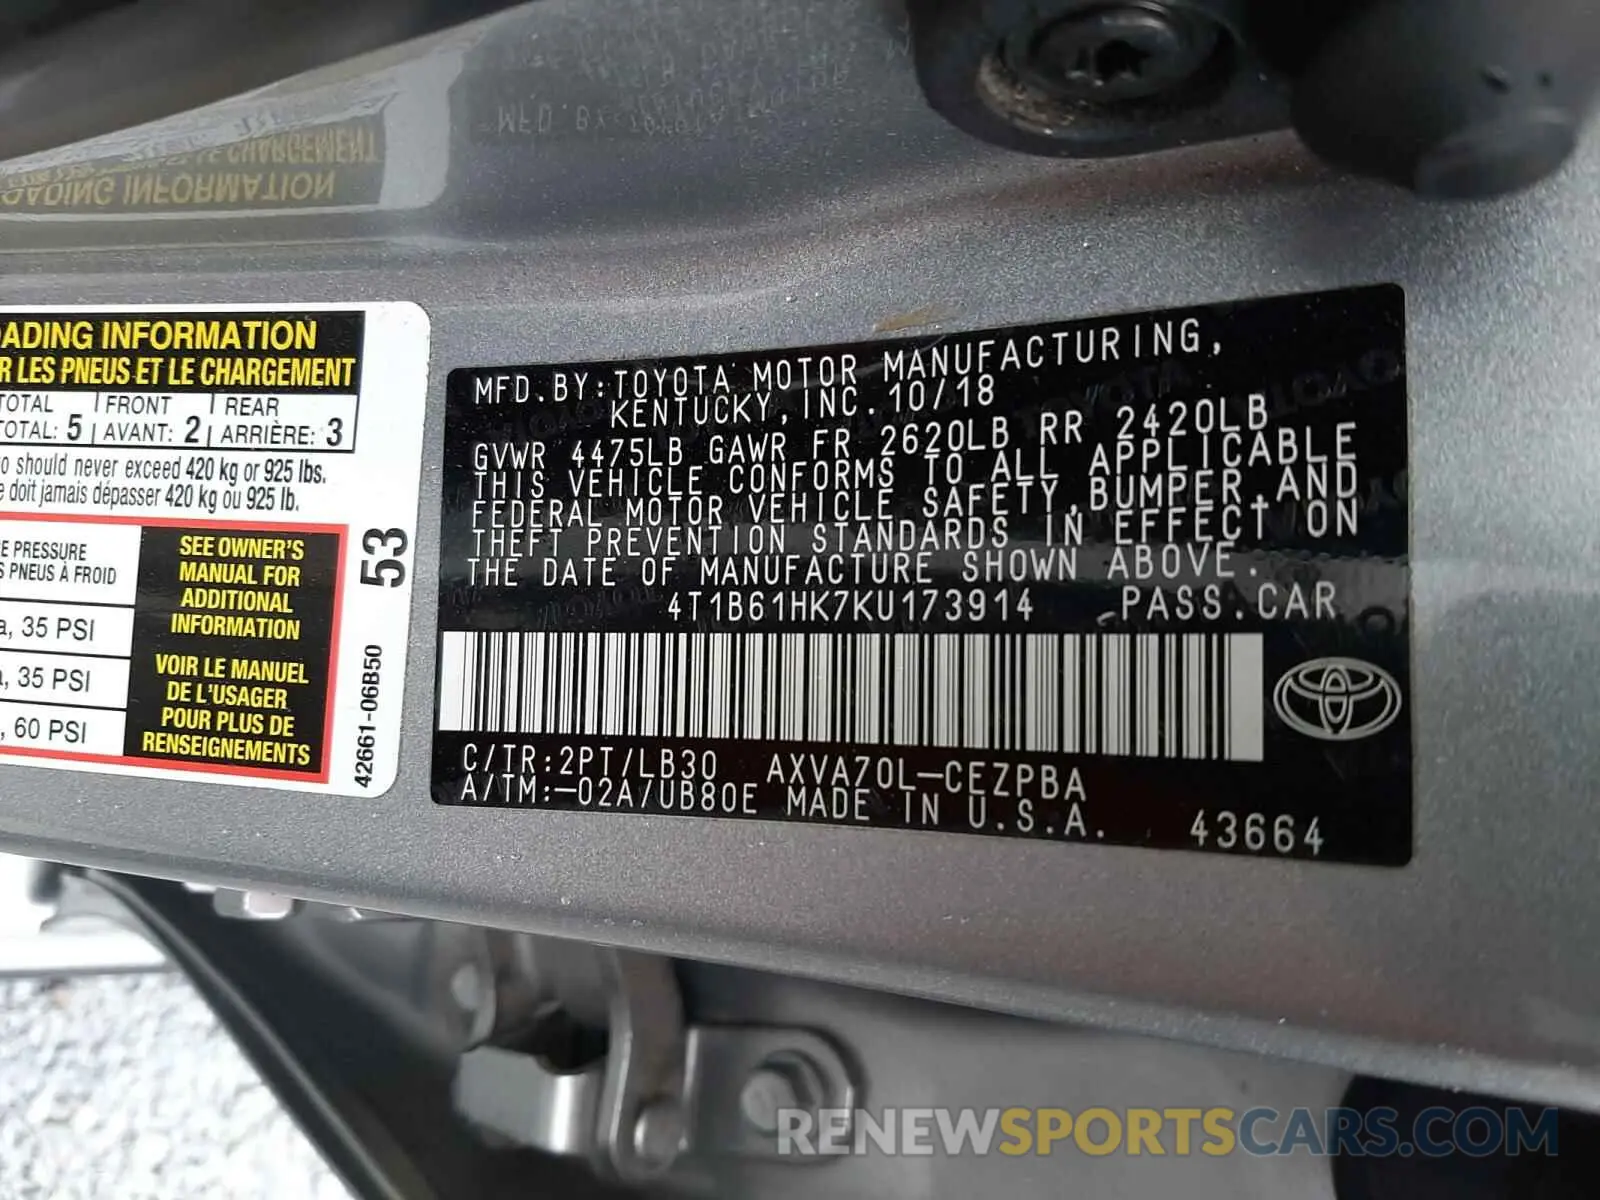 OADING INFORMATION
R LES PNEUS ET LE CHARGEMENT
TOTAL FRONT REAR
TOTAL: 5 AVANT: 2 ARRIÈRE: 3
should never exceed 420 kg or 925 lbs.
doit jamais dépasser 420 kg ou 925 lb.
PRESSURE
PNEUS À FROID
35 PSI
35 PSI
60 PSI
SEE OWNER'S
MANUAL FOR
ADDITIONAL
INFORMATION
VOIR LE MANUEL
DE L'USAGER
POUR PLUS DE
RENSEIGNEMENTS
53
42661-06B50
MFD. BY: TOYOTA MOTOR MANUFACTURING,
KENTUCKY, INC. 10/18
GVWR 4475LB GAWR FR 2620LB RR 2420LB
THIS VEHICLE CONFORMS TO ALL APPLICABLE
FEDERAL MOTOR VEHICLE SAFETY, BUMPER, AND
THEFT PREVENTION STANDARDS IN EFFECT ON
THE DATE OF MANUFACTURE SHOWN ABOVE.
4T1B61HK7KU173914 PASS. CAR
C/TR: 2PT/LB30 AXVA70L-CEZPBA
A/TM: -02A/UB80E MADE IN U.S.A. 43664
RENEWSPORTSCARS.COM